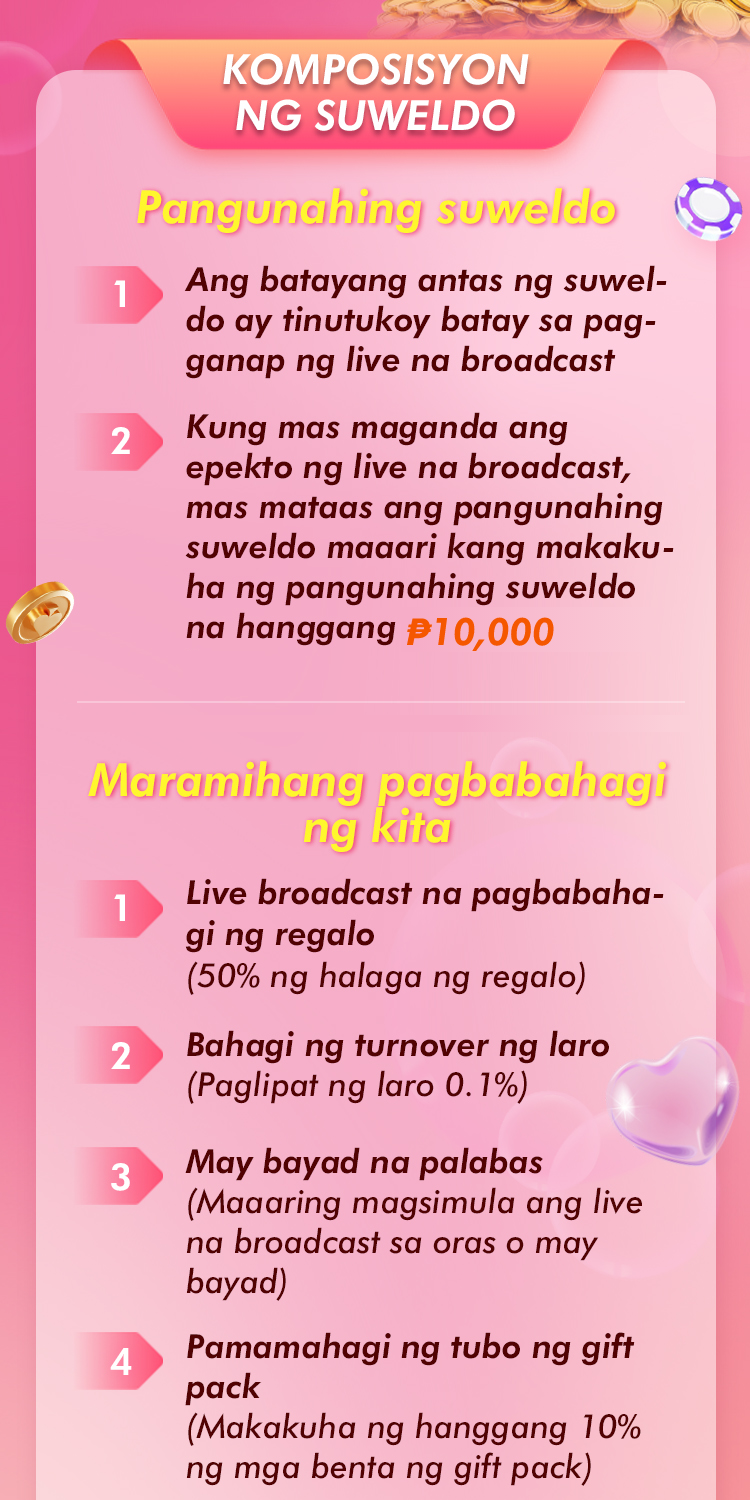 KOMPOSISYON
NG SUWELDO
Pangunahing suweldo
1
Ang batayang antas ng suwel-
do ay tinutukoy batay sa pag-
ganap ng live na broadcast
2
Kung mas maganda ang
epekto ng live na broadcast,
mas mataas ang pangunahing
suweldo maaari kang makaku-
ha ng pangunahing suweldo
na hanggang ₱10,000
Maramihang pagbabahagi
ng kita
1
Live broadcast na pagbabaha-
gi ng regalo
(50% ng halaga ng regalo)
2
Bahagi ng turnover ng laro
(Paglipat ng laro 0.1%)
3
May bayad na palabas
(Maaaring magsimula ang live
na broadcast sa oras o may
bayad)
4
Pamamahagi ng tubo ng gift
pack
(Makakuha ng hanggang 10%
ng mga benta ng gift pack)